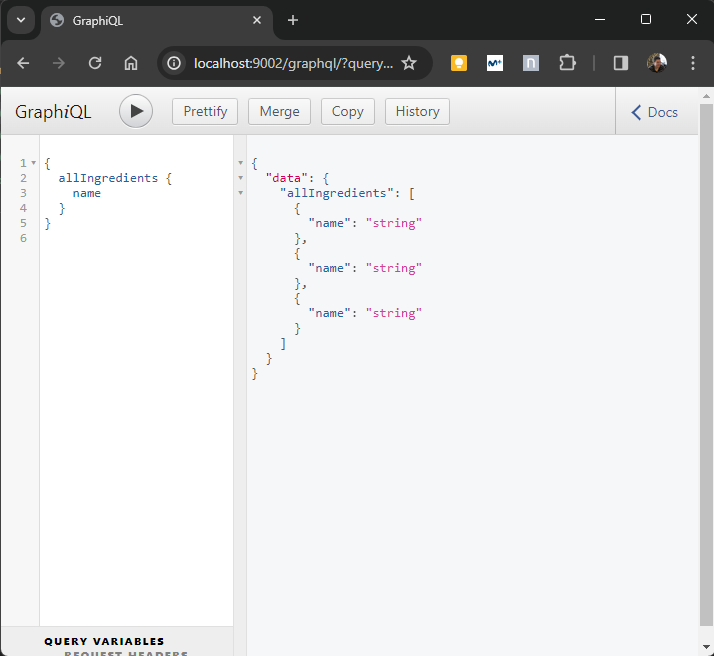 GraphiQL
localhost:9002/graphql/?query...
GraphiQL
Prettify
Merge
Copy
History
Docs
1 {
2   allIngredients {
3     name
4   }
5 }
6
{
  "data": {
    "allIngredients": [
      {
        "name": "string"
      },
      {
        "name": "string"
      },
      {
        "name": "string"
      }
    ]
  }
}
QUERY VARIABLES
REQUEST HEADERS